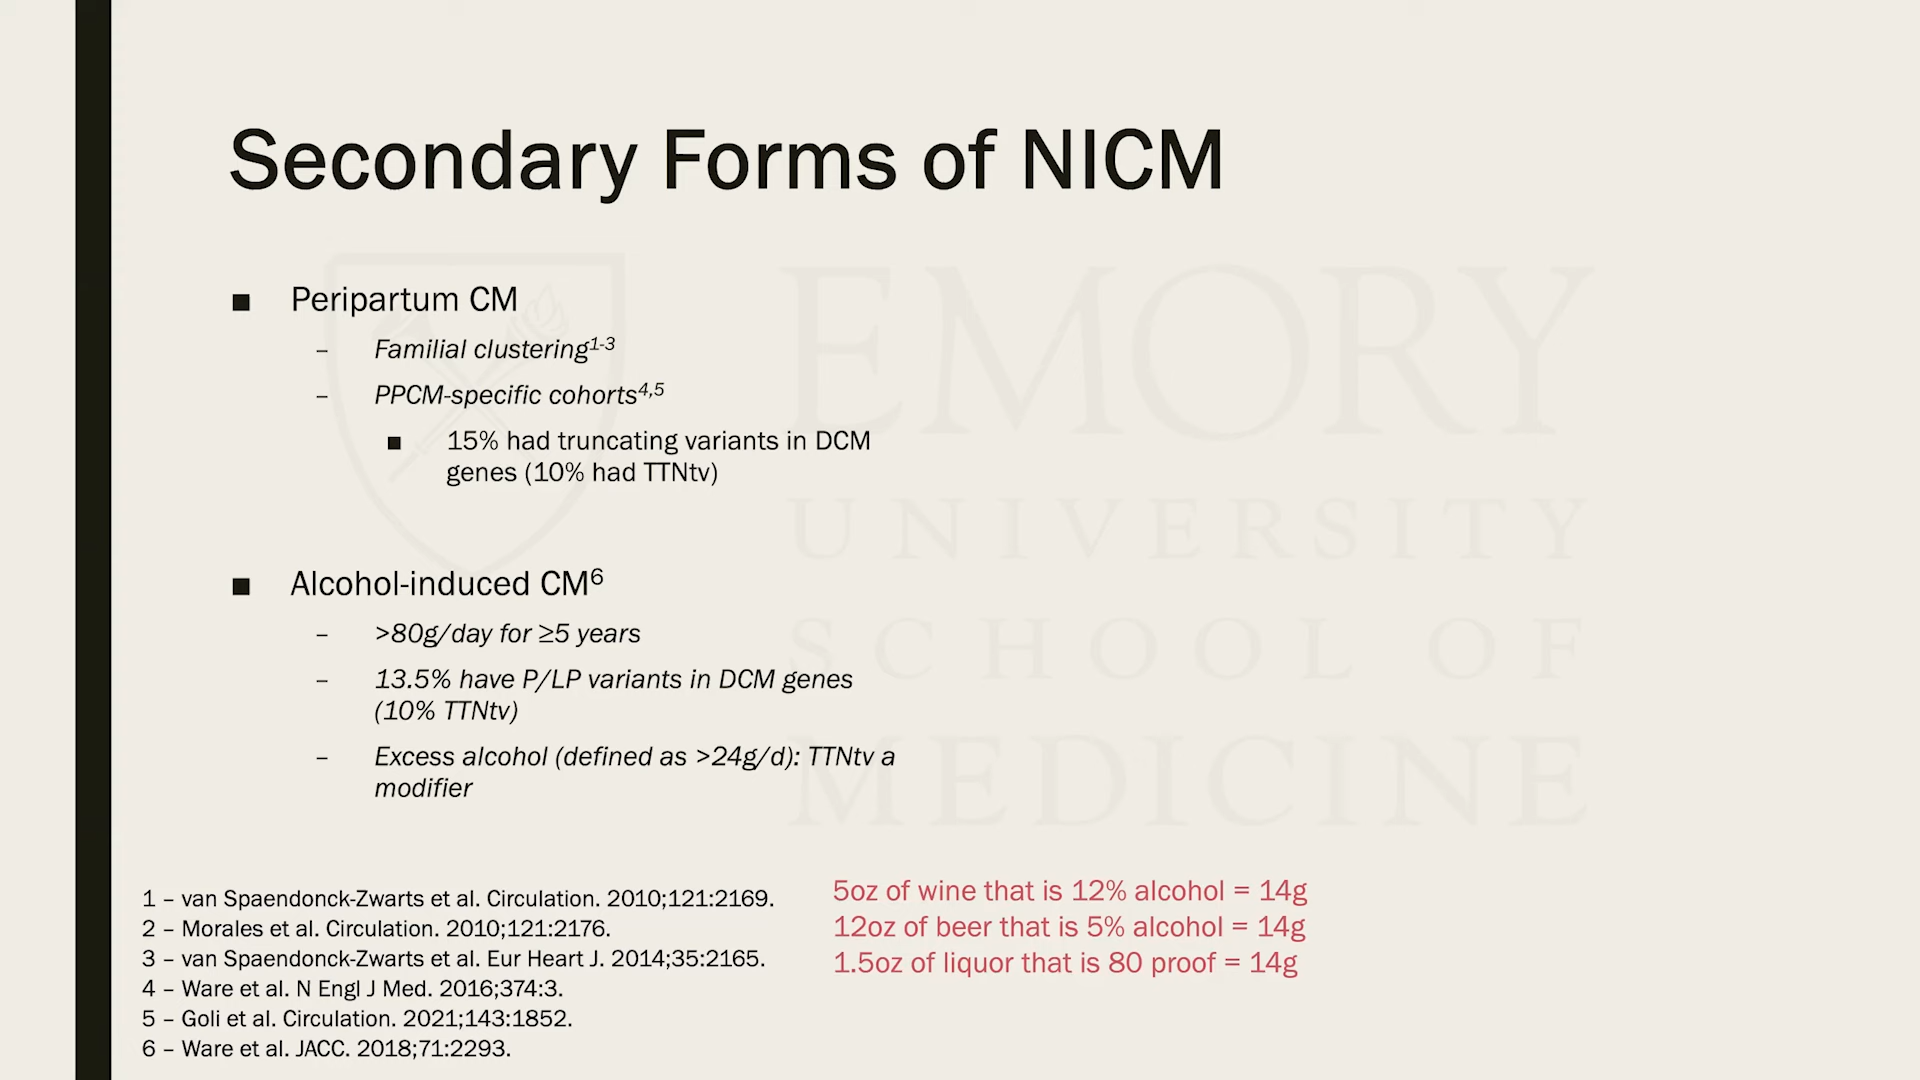 Secondary Forms of NICM
■ Peripartum CM
– Familial clustering1-3
– PPCM-specific cohorts4,5
■ 15% had truncating variants in DCM
genes (10% had TTNtv)
■ Alcohol-induced CM6
– >80g/day for ≥5 years
– 13.5% have P/LP variants in DCM genes
(10% TTNtv)
– Excess alcohol (defined as >24g/d): TTNtv a
modifier
1 – van Spaendonck-Zwarts et al. Circulation. 2010;121:2169.
2 – Morales et al. Circulation. 2010;121:2176.
3 – van Spaendonck-Zwarts et al. Eur Heart J. 2014;35:2165.
4 – Ware et al. N Engl J Med. 2016;374:3.
5 – Goli et al. Circulation. 2021;143:1852.
6 – Ware et al. JACC. 2018;71:2293.
5oz of wine that is 12% alcohol = 14g
12oz of beer that is 5% alcohol = 14g
1.5oz of liquor that is 80 proof = 14g
EMORY
UNIVERSITY
SCHOOL OF
MEDICINE